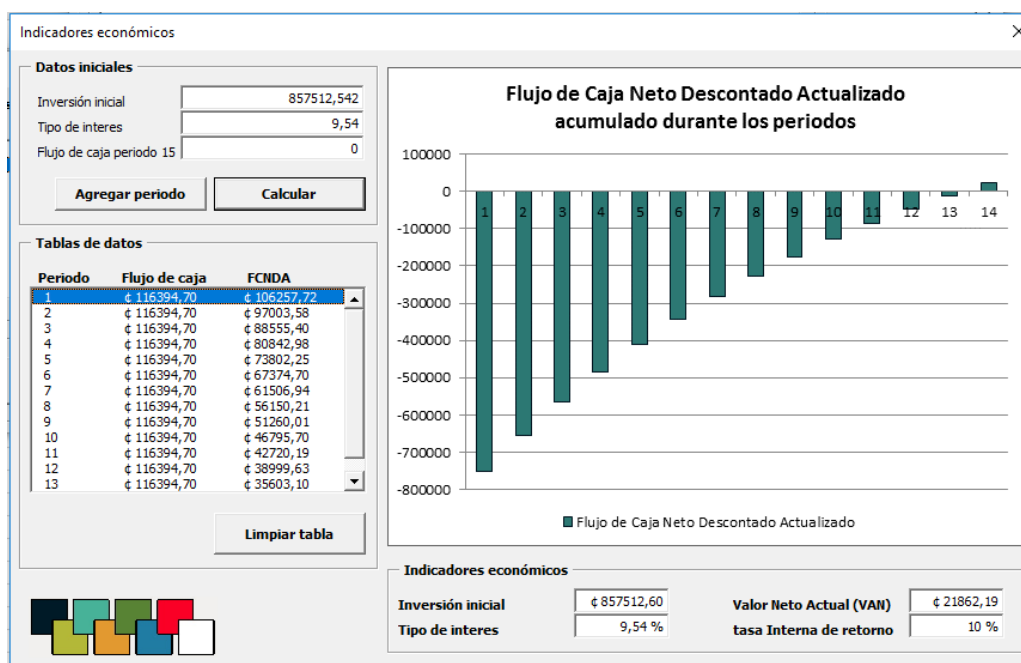 Indicadores económicos
Datos iniciales
Inversión inicial 857512,542
Tipo de interes 9,54
Flujo de caja periodo 15 0
Agregar periodo Calcular
Tablas de datos
Periodo Flujo de caja FCNDA
1 ¢ 116394,70 ¢ 106257,72
2 ¢ 116394,70 ¢ 97003,58
3 ¢ 116394,70 ¢ 88555,40
4 ¢ 116394,70 ¢ 80842,98
5 ¢ 116394,70 ¢ 73802,25
6 ¢ 116394,70 ¢ 67374,70
7 ¢ 116394,70 ¢ 61506,94
8 ¢ 116394,70 ¢ 56150,21
9 ¢ 116394,70 ¢ 51260,01
10 ¢ 116394,70 ¢ 46795,70
11 ¢ 116394,70 ¢ 42720,19
12 ¢ 116394,70 ¢ 38999,63
13 ¢ 116394,70 ¢ 35603,10
Limpiar tabla
Flujo de Caja Neto Descontado Actualizado
acumulado durante los periodos
100000
0
-100000
-200000
-300000
-400000
-500000
-600000
-700000
-800000
1 2 3 4 5 6 7 8 9 10 11 12 13 14
Flujo de Caja Neto Descontado Actualizado
Indicadores económicos
Inversión inicial ¢ 857512,60 Valor Neto Actual (VAN) ¢ 21862,19
Tipo de interes 9,54 % tasa Interna de retorno 10 %